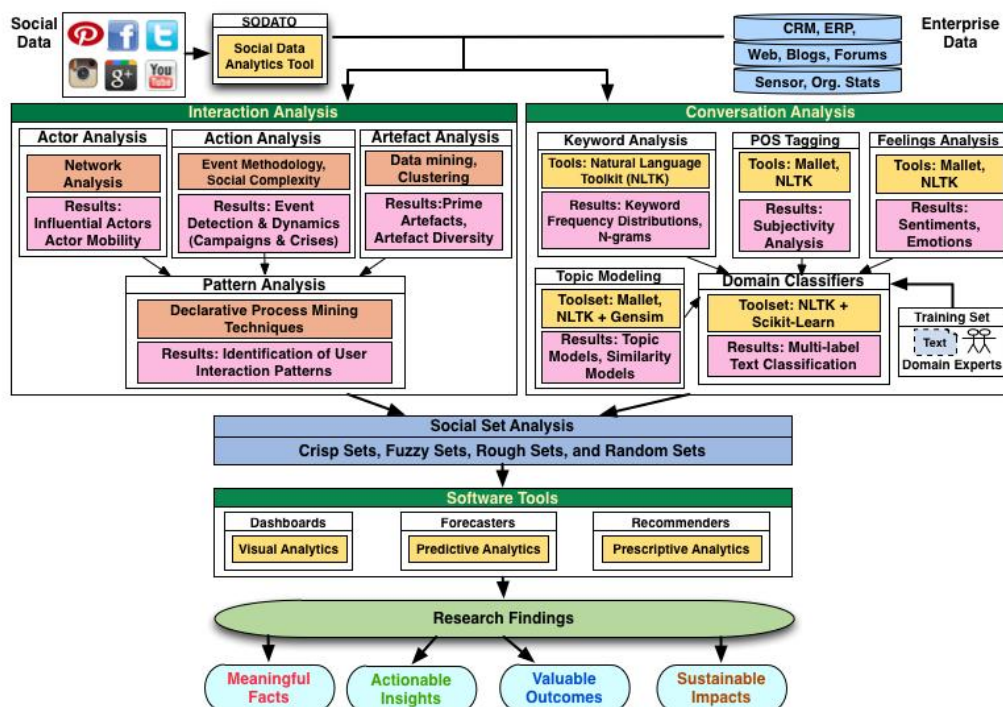 Social
Data
f
t
g+
You
Tube
SODATO
Social Data
Analytics Tool
CRM, ERP,
Web, Blogs, Forums
Sensor, Org. Stats
Enterprise
Data
Interaction Analysis
Actor Analysis
Network
Analysis
Results:
Influential Actors
Actor Mobility
Action Analysis
Event Methodology,
Social Complexity
Results: Event
Detection & Dynamics
(Campaigns & Crises)
Artefact Analysis
Data mining,
Clustering
Results:Prime
Artefacts,
Artefact Diversity
Pattern Analysis
Declarative Process Mining
Techniques
Results: Identification of User
Interaction Patterns
Conversation Analysis
Keyword Analysis
Tools: Natural Language
Toolkit (NLTK)
Results: Keyword
Frequency Distributions,
N-grams
POS Tagging
Tools: Mallet,
NLTK
Results:
Subjectivity
Analysis
Feelings Analysis
Tools: Mallet,
NLTK
Results:
Sentiments,
Emotions
Topic Modeling
Toolset: Mallet,
NLTK + Gensim
Results: Topic
Models, Similarity
Models
Domain Classifiers
Toolset: NLTK +
Scikit-Learn
Results: Multi-label
Text Classification
Training Set
Text
Domain Experts
Social Set Analysis
Crisp Sets, Fuzzy Sets, Rough Sets, and Random Sets
Software Tools
Dashboards
Visual Analytics
Forecasters
Predictive Analytics
Recommenders
Prescriptive Analytics
Research Findings
Meaningful
Facts
Actionable
Insights
Valuable
Outcomes
Sustainable
Impacts